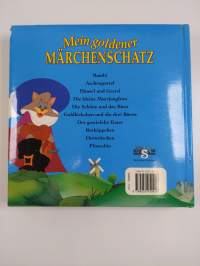 Mein goldener
MÄRCHENSCHATZ
Bambi
Aschenputtel
Hänsel und Gretel
Die kleine Meerjungfrau
Die Schöne und das Biest
Goldlöckchen und die drei Bären
Der gestiefelte Kater
Rotkäppchen
Dornröschen
Pinocchio